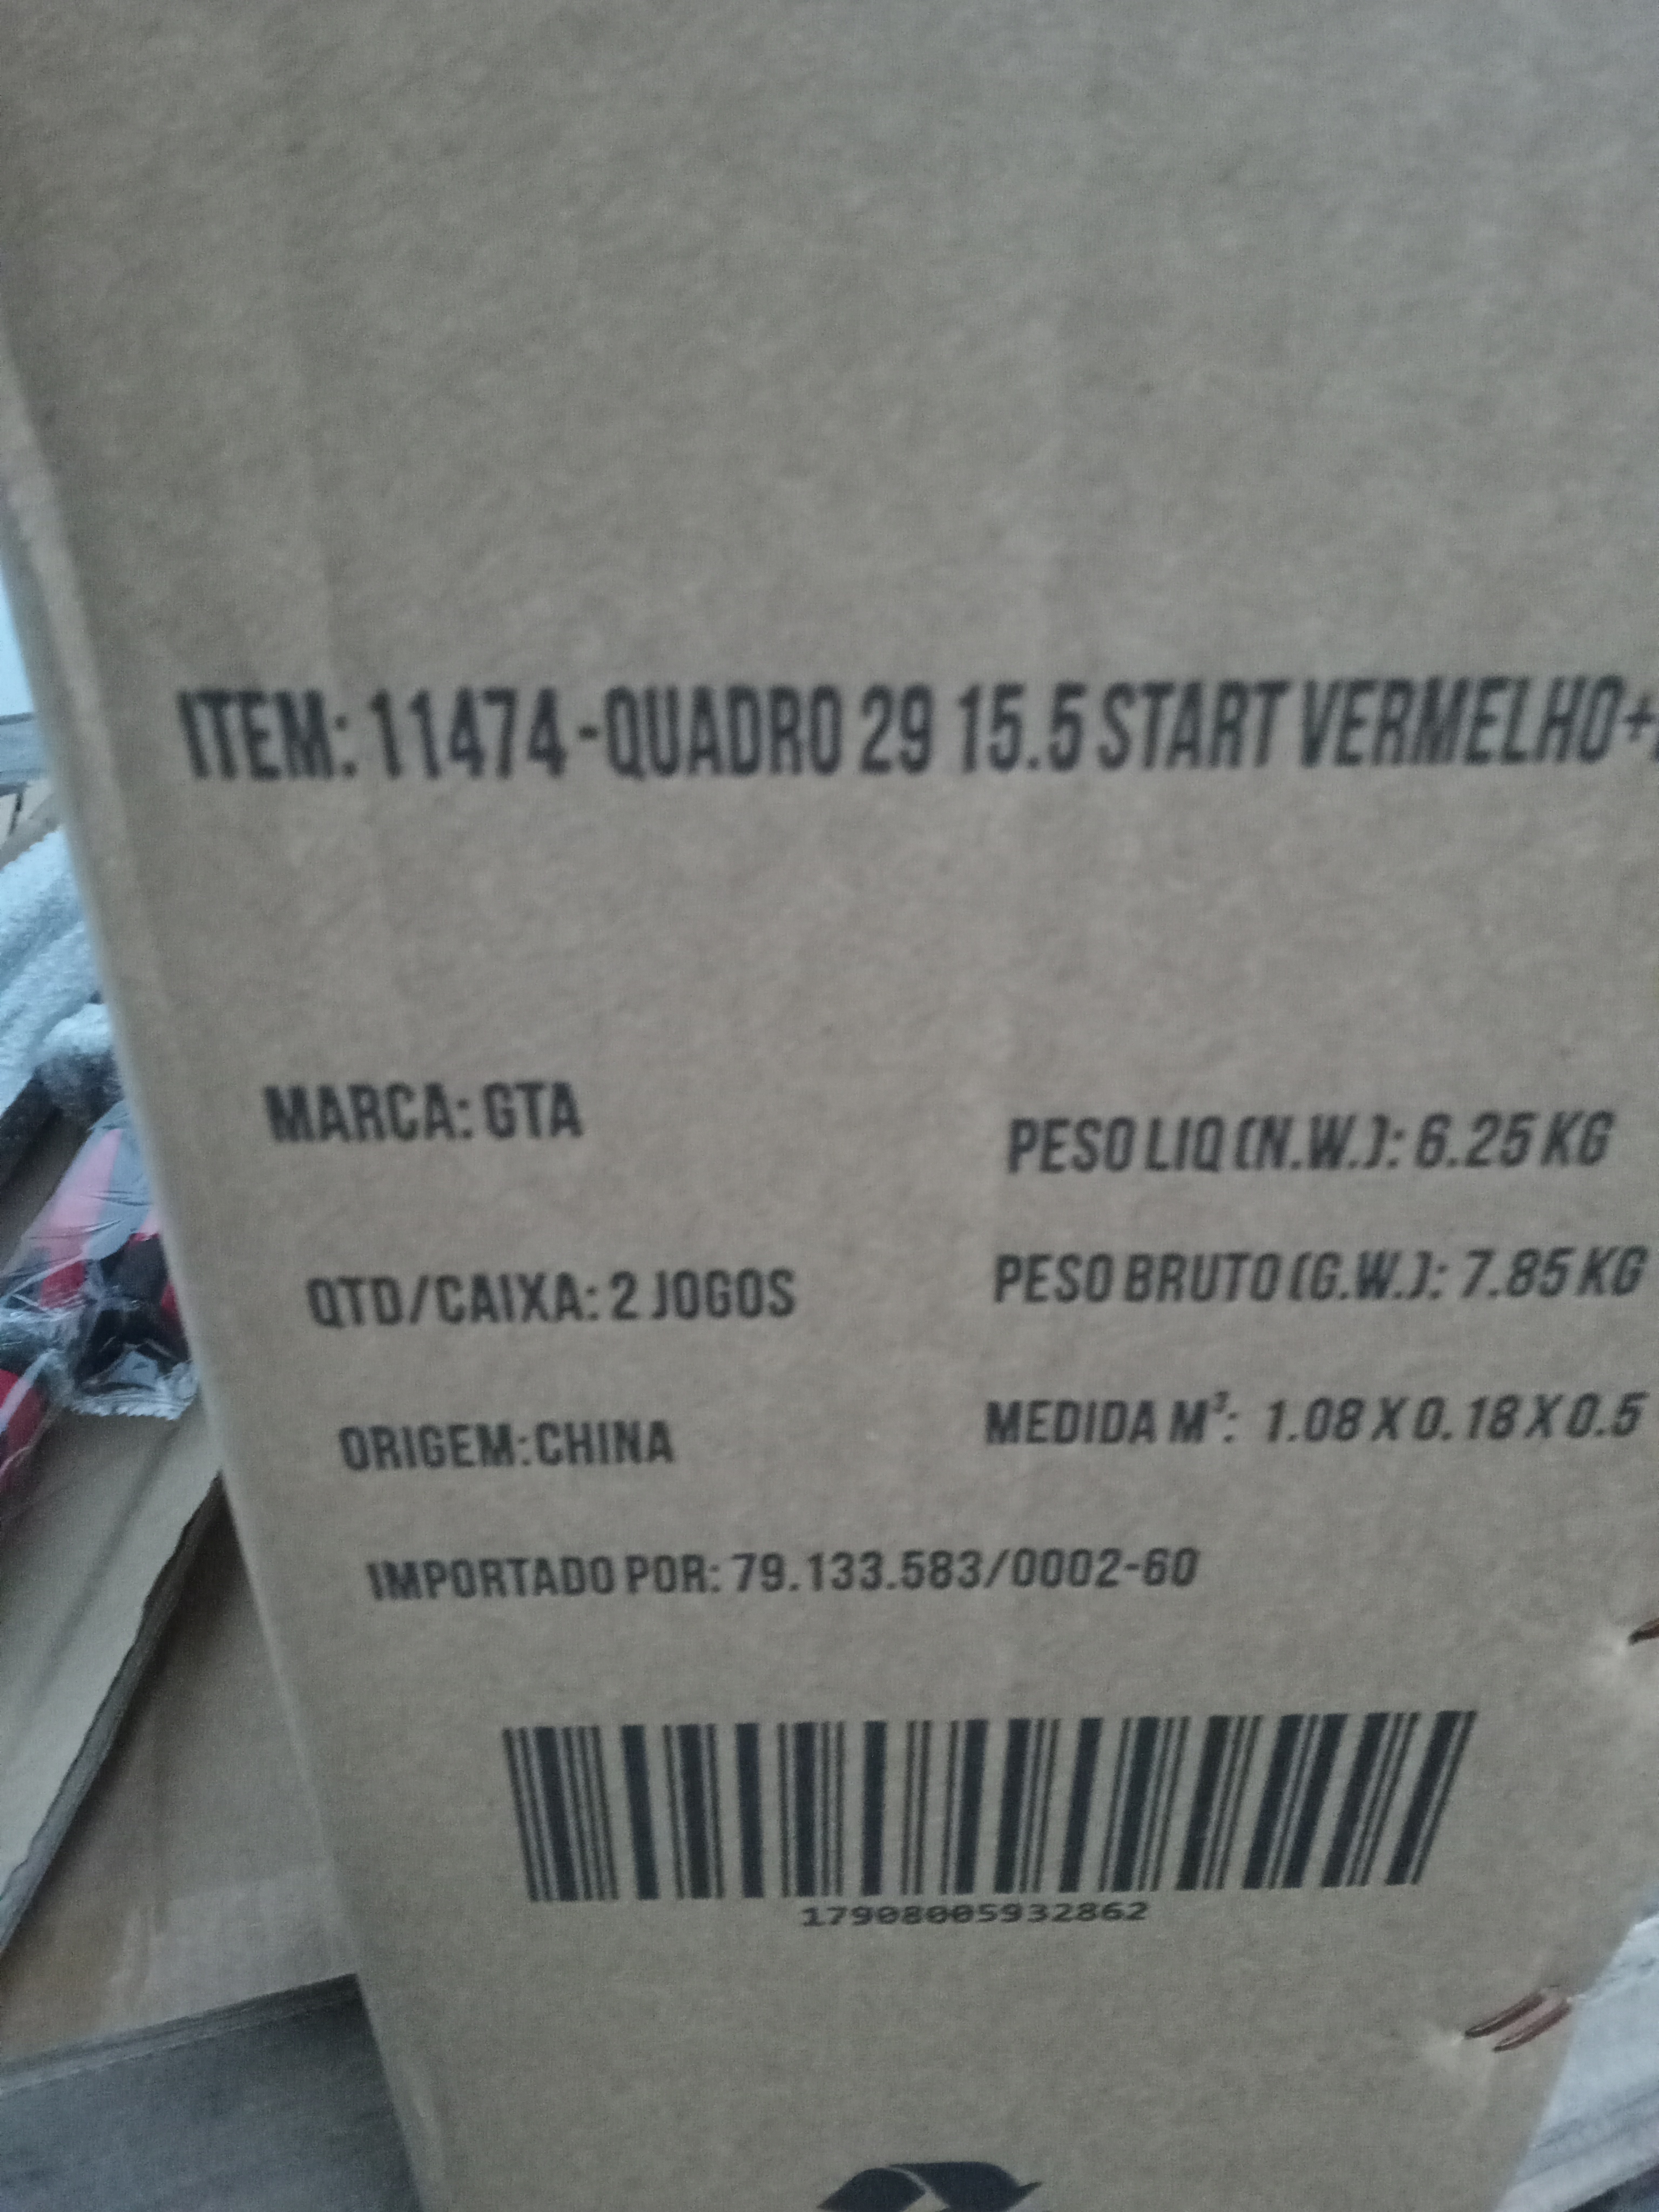 ITEM: 11474 - QUADRO 29 15.5 START VERMELHO+
MARCA: GTA
PESO LIQ (N.W.): 6.25 KG
QTD/CAIXA: 2 JOGOS
PESO BRUTO (G.W.): 7.85 KG
ORIGEM: CHINA
MEDIDA M³: 1.08 X 0.18 X 0.5
IMPORTADO POR: 79.133.583/0002-60
17908005932862